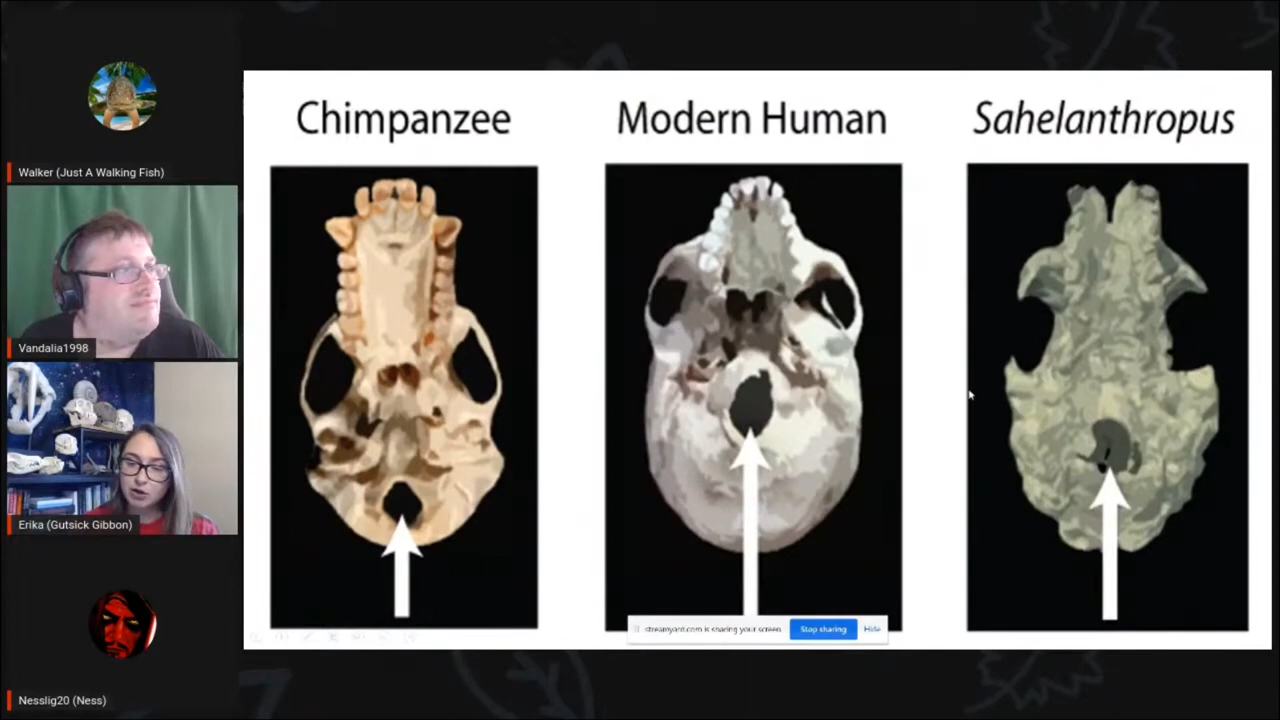 Chimpanzee
Modern Human
Sahelanthropus
Walker (Just A Walking Fish)
Vandalia1998
Erika (Gutsick Gibbon)
streamyard.com is sharing your screen. Stop sharing Hide
Nesslig20 (Ness)